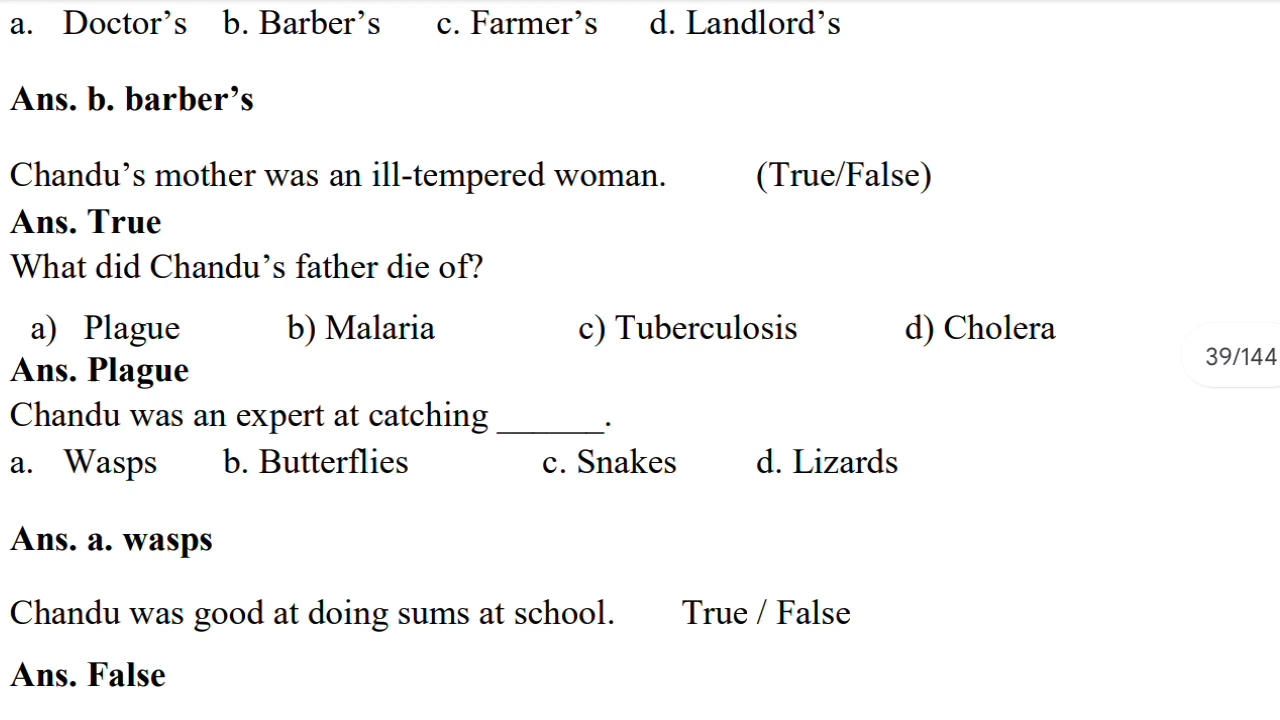 a. Doctor’s b. Barber’s c. Farmer’s d. Landlord’s
Ans. b. barber’s
Chandu’s mother was an ill-tempered woman. (True/False)
Ans. True
What did Chandu’s father die of?
a) Plague b) Malaria c) Tuberculosis d) Cholera
39/144
Ans. Plague
Chandu was an expert at catching ______.
a. Wasps b. Butterflies c. Snakes d. Lizards
Ans. a. wasps
Chandu was good at doing sums at school. True / False
Ans. False